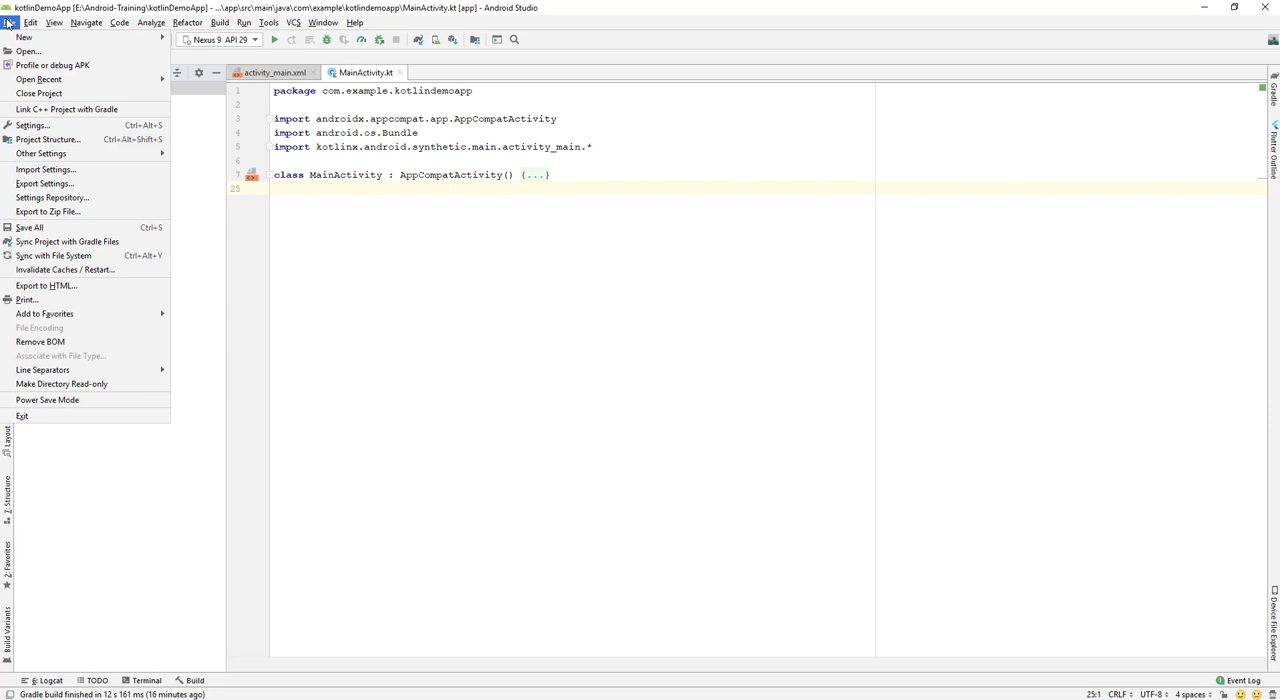 kotlinDemoApp [E:\Android-Training\kotlinDemoApp] - ...\app\src\main\java\com\example\kotlindemoapp\MainActivity.kt [app] - Android Studio
Edit View Navigate Code Analyze Refactor Build Run Tools VCS Window Help
New
Nexus 9 API 29
Open...
Profile or debug APK
Open Recent
Close Project
Link C++ Project with Gradle
Settings... Ctrl+Alt+S
Project Structure... Ctrl+Alt+Shift+S
Other Settings
Import Settings...
Export Settings...
Settings Repository...
Export to Zip File...
Save All Ctrl+S
Sync Project with Gradle Files
Sync with File System Ctrl+Alt+Y
Invalidate Caches / Restart...
Export to HTML...
Print...
Add to Favorites
File Encoding
Remove BOM
Associate with File Type...
Line Separators
Make Directory Read-only
Power Save Mode
Exit
activity_main.xml MainActivity.kt
1 package com.example.kotlindemoapp
2
3 import androidx.appcompat.app.AppCompatActivity
4 import android.os.Bundle
5 import kotlinx.android.synthetic.main.activity_main.*
6
7 class MainActivity : AppCompatActivity() {...}
25
Layout
7: Structure
2: Favorites
Build Variants
Gradle
Flutter Outline
Device File Explorer
6: Logcat TODO Terminal Build 1 Event Log
Gradle build finished in 12 s 161 ms (16 minutes ago) 25:1 CRLF UTF-8 4 spaces